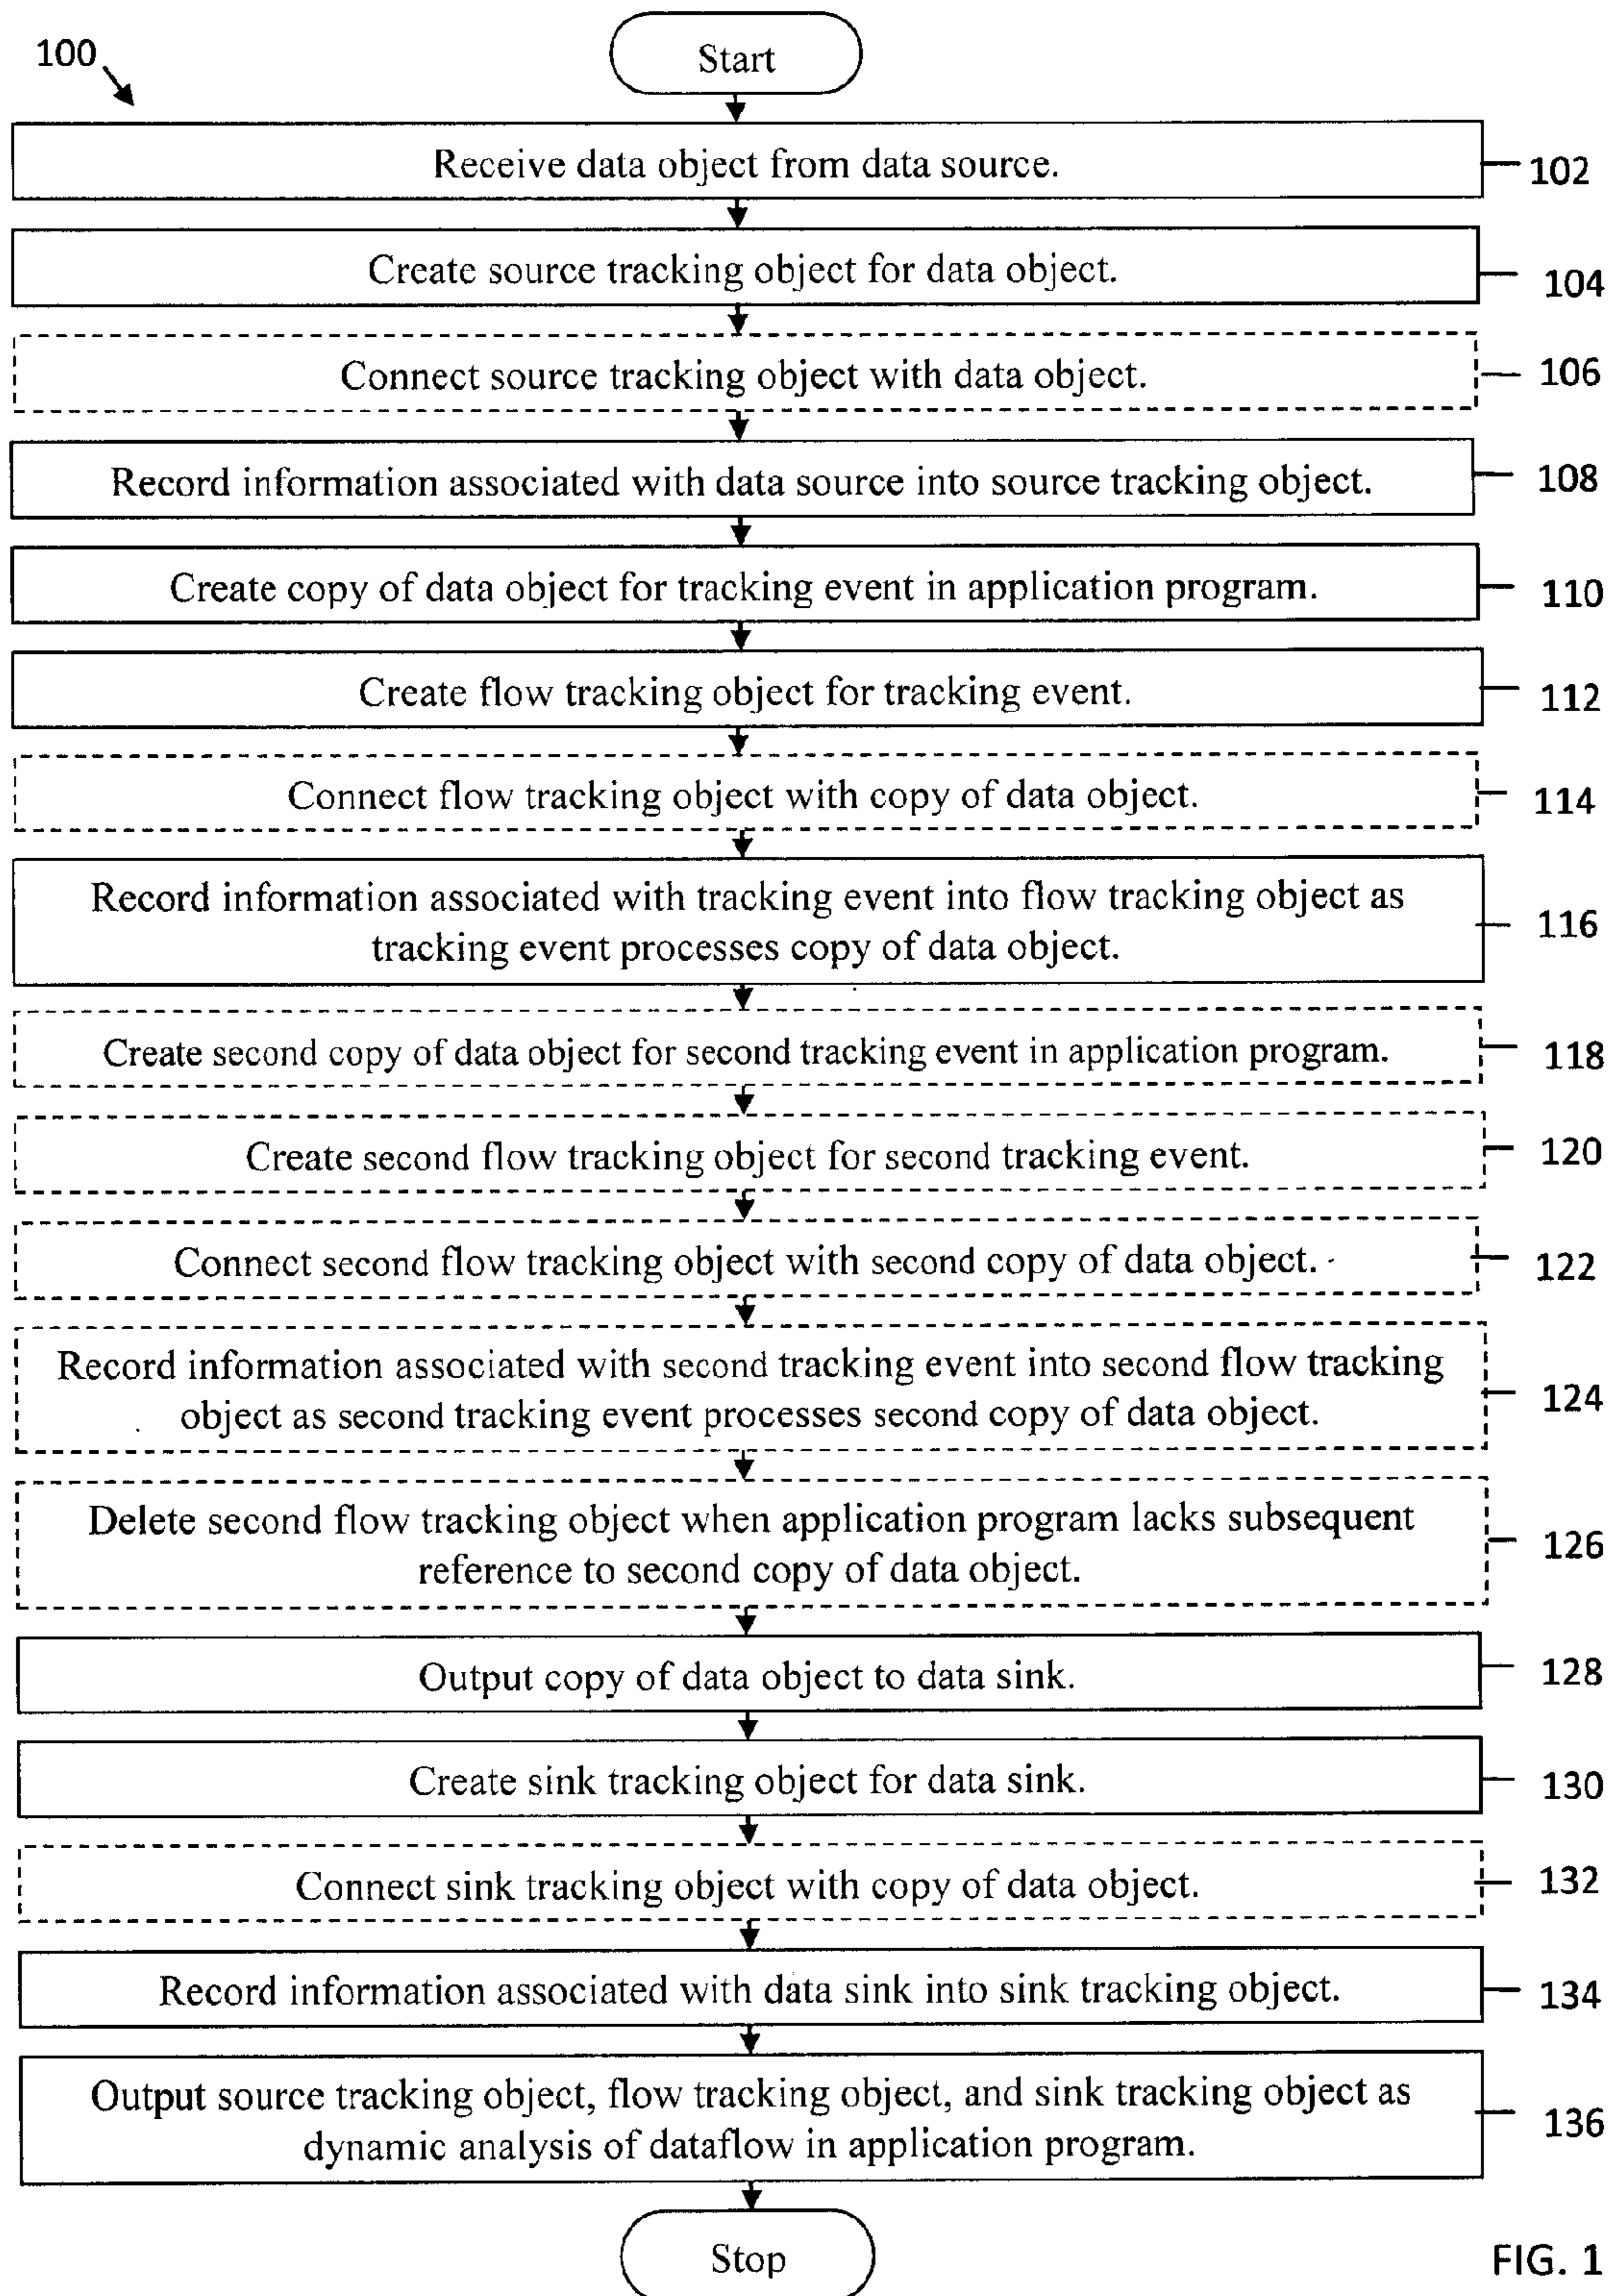 100
Start
Receive data object from data source.
102
Create source tracking object for data object.
104
Connect source tracking object with data object.
106
Record information associated with data source into source tracking object.
108
Create copy of data object for tracking event in application program.
110
Create flow tracking object for tracking event.
112
Connect flow tracking object with copy of data object.
114
Record information associated with tracking event into flow tracking object as
tracking event processes copy of data object.
116
Create second copy of data object for second tracking event in application program.
118
Create second flow tracking object for second tracking event.
120
Connect second flow tracking object with second copy of data object.
122
Record information associated with second tracking event into second flow tracking
object as second tracking event processes second copy of data object.
124
Delete second flow tracking object when application program lacks subsequent
reference to second copy of data object.
126
Output copy of data object to data sink.
128
Create sink tracking object for data sink.
130
Connect sink tracking object with copy of data object.
132
Record information associated with data sink into sink tracking object.
134
Output source tracking object, flow tracking object, and sink tracking object as
dynamic analysis of dataflow in application program.
136
Stop
FIG. 1